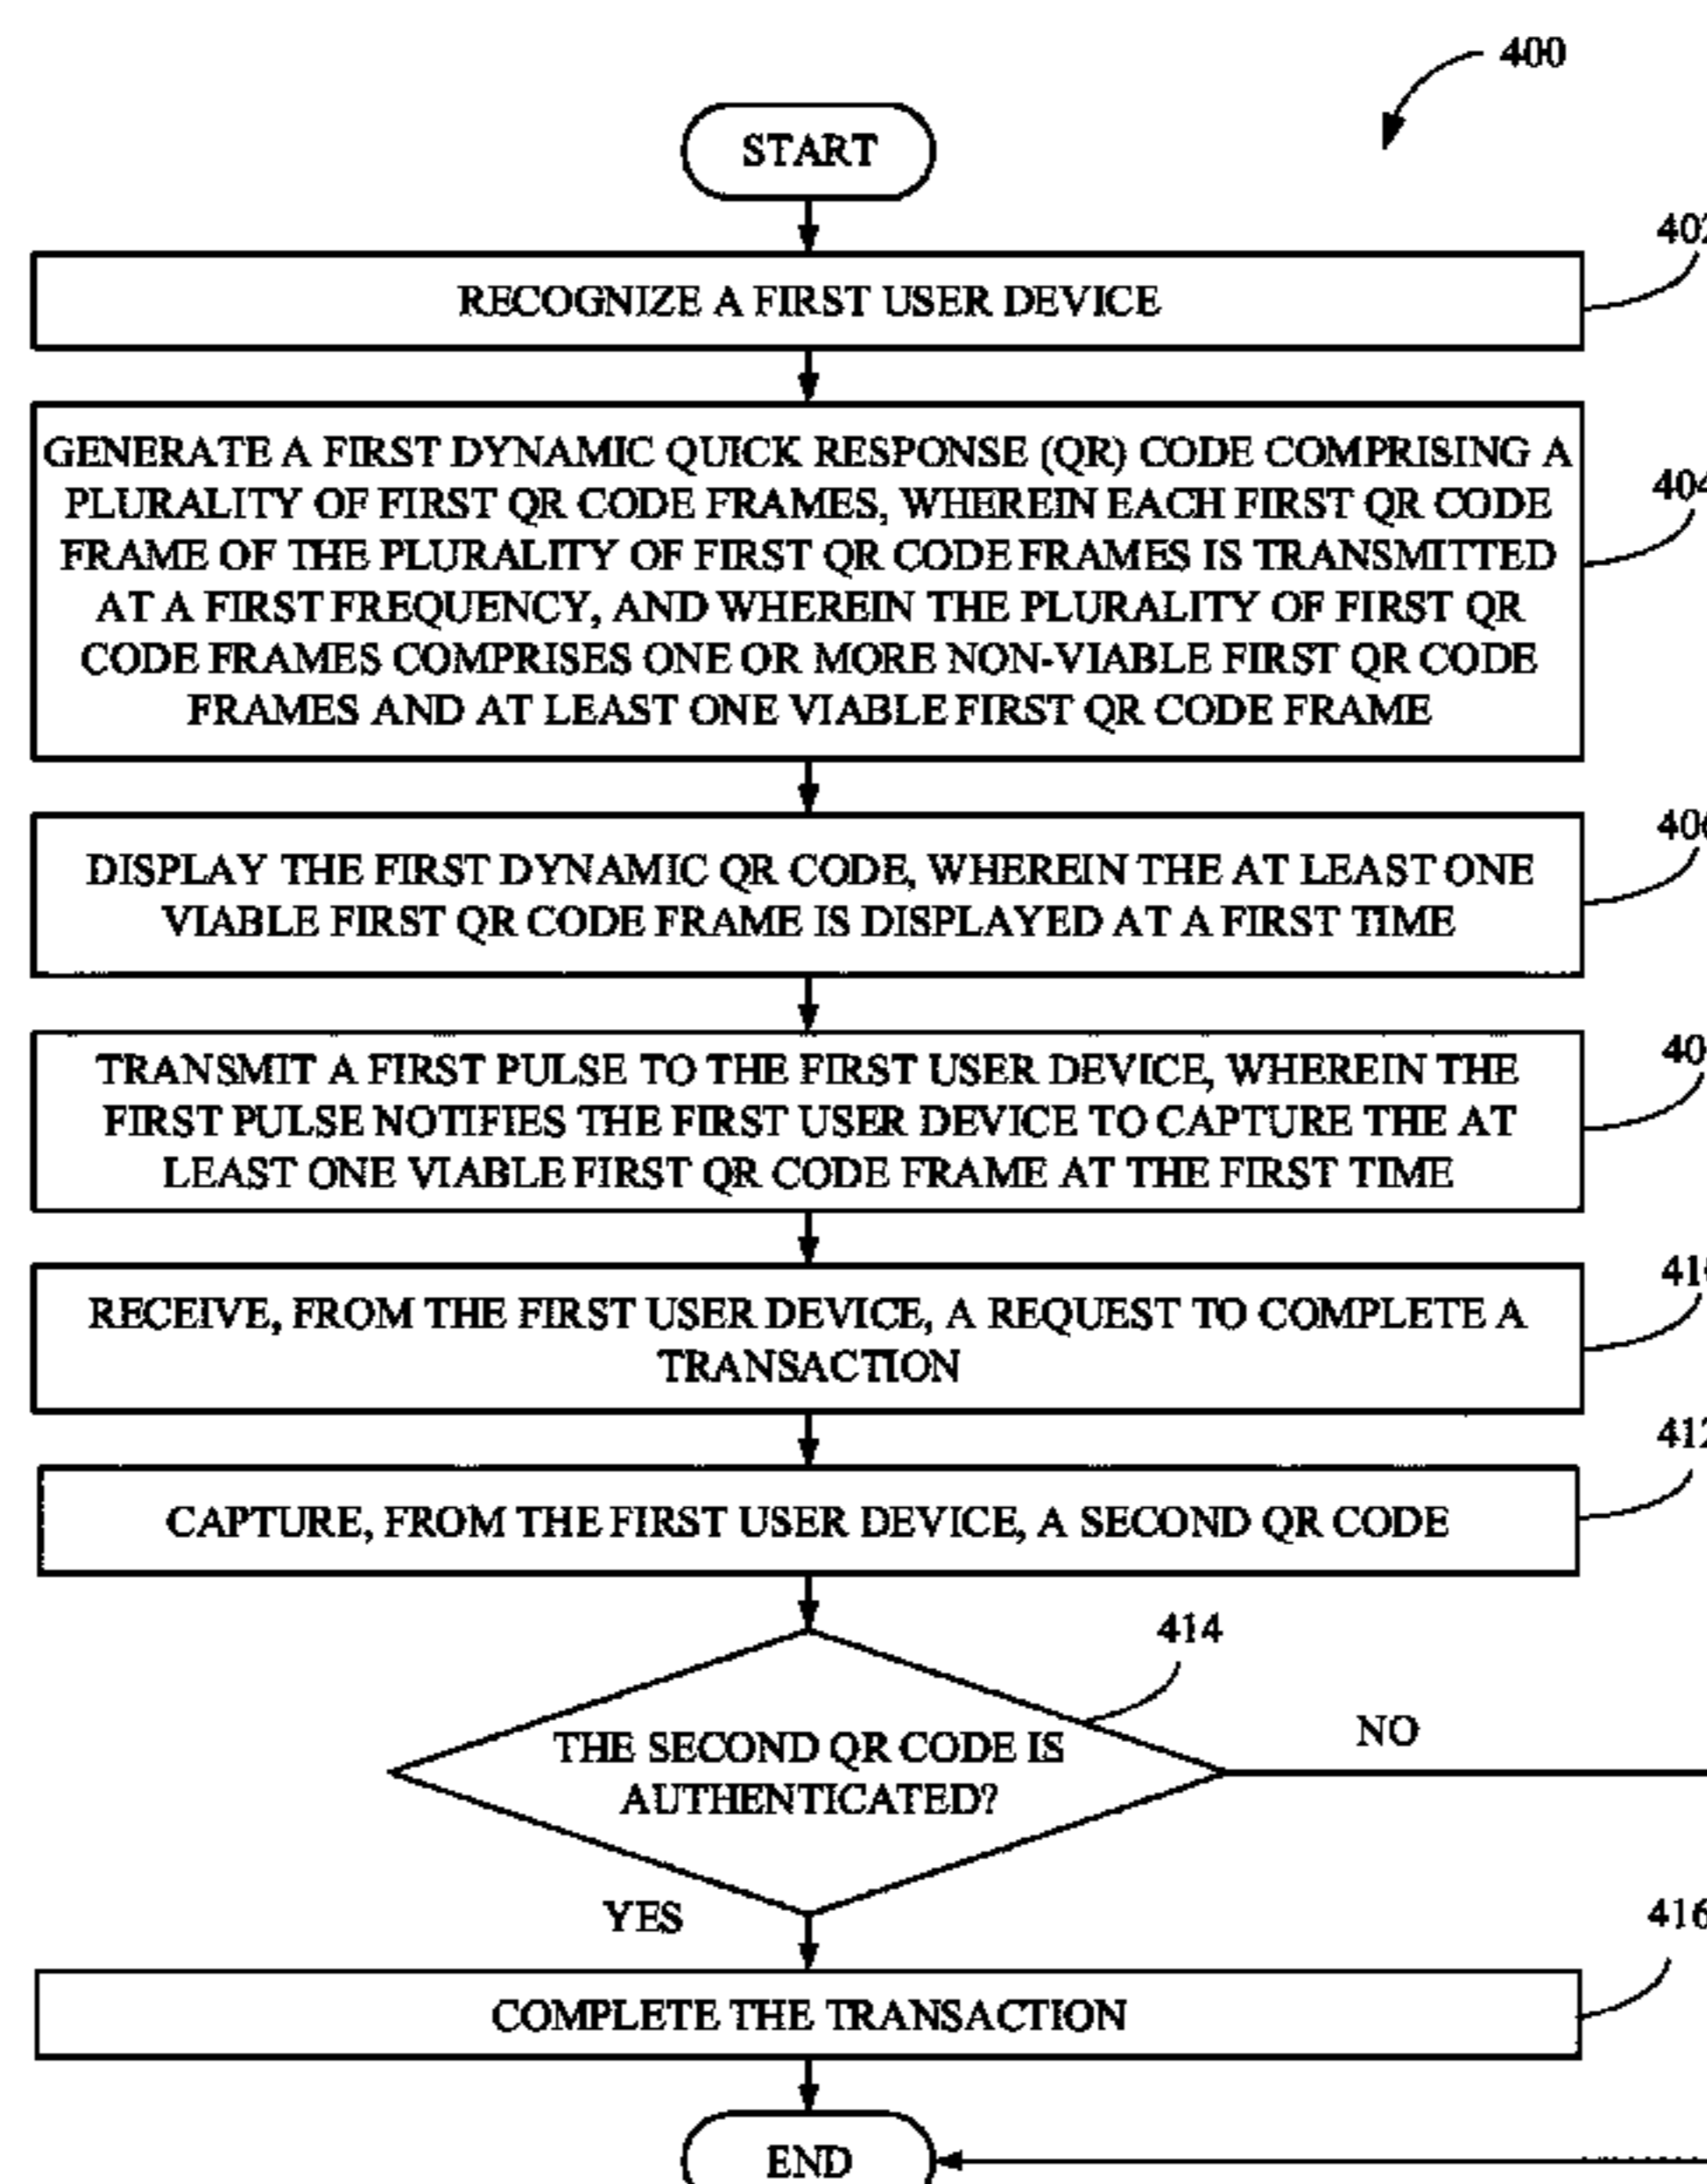 400
START
402
RECOGNIZE A FIRST USER DEVICE
GENERATE A FIRST DYNAMIC QUICK RESPONSE (QR) CODE COMPRISING A
PLURALITY OF FIRST QR CODE FRAMES, WHEREIN EACH FIRST QR CODE
404
FRAME OF THE PLURALITY OF FIRST QR CODE FRAMES IS TRANSMITTED
AT A FIRST FREQUENCY, AND WHEREIN THE PLURALITY OF FIRST QR
CODE FRAMES COMPRISES ONE OR MORE NON-VIABLE FIRST QR CODE
FRAMES AND AT LEAST ONE VIABLE FIRST QR CODE FRAME
406
DISPLAY THE FIRST DYNAMIC QR CODE, WHEREIN THE AT LEAST ONE
VIABLE FIRST QR CODE FRAME IS DISPLAYED AT A FIRST TIME
TRANSMIT A FIRST PULSE TO THE FIRST USER DEVICE, WHEREIN THE
FIRST PULSE NOTIFIES THE FIRST USER DEVICE TO CAPTURE THE AT
LEAST ONE VIABLE FIRST QR CODE FRAME AT THE FIRST TIME
RECEIVE, FROM THE FIRST USER DEVICE, A REQUEST TO COMPLETE A
TRANSACTION
412
CAPTURE, FROM THE FIRST USER DEVICE, A SECOND QR CODE
414
THE SECOND QR CODE IS
AUTHENTICATED?
NO
YES
416
COMPLETE THE TRANSACTION
END